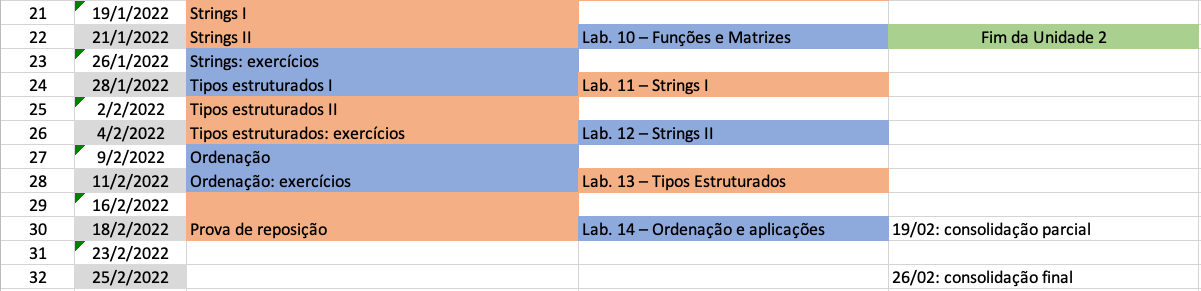 21 19/1/2022 Strings I
22 21/1/2022 Strings II Lab. 10 – Funções e Matrizes Fim da Unidade 2
23 26/1/2022 Strings: exercícios
24 28/1/2022 Tipos estruturados I Lab. 11 – Strings I
25 2/2/2022 Tipos estruturados II
26 4/2/2022 Tipos estruturados: exercícios Lab. 12 – Strings II
27 9/2/2022 Ordenação
28 11/2/2022 Ordenação: exercícios Lab. 13 – Tipos Estruturados
29 16/2/2022
30 18/2/2022 Prova de reposição Lab. 14 – Ordenação e aplicações 19/02: consolidação parcial
31 23/2/2022
32 25/2/2022 26/02: consolidação final